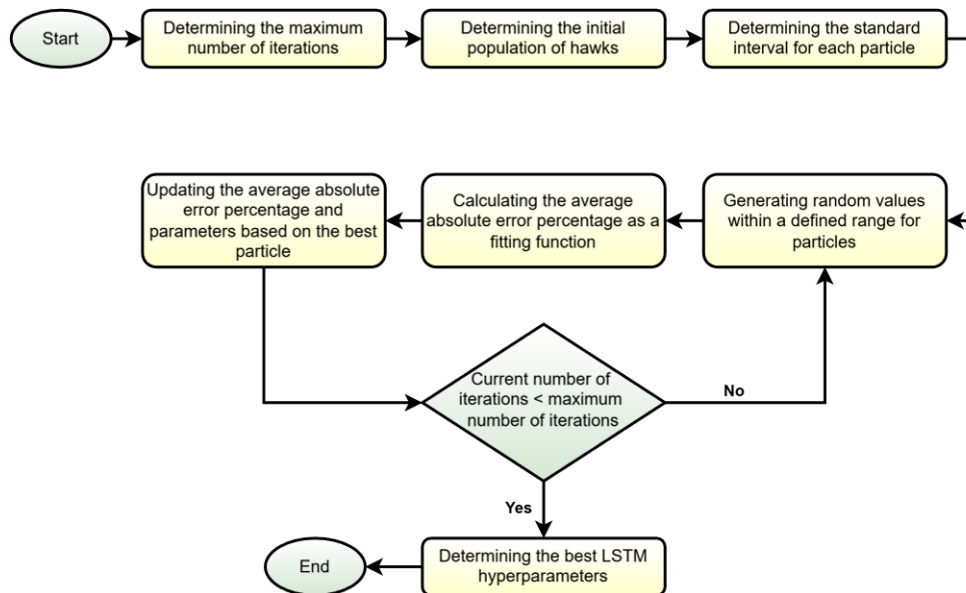 Start
Determining the maximum
number of iterations
Determining the initial
population of hawks
Determining the standard
interval for each particle
Updating the average absolute
error percentage and
parameters based on the best
particle
Calculating the average
absolute error percentage as a
fitting function
Generating random values
within a defined range for
particles
Current number of
iterations < maximum
number of iterations
No
Yes
End
Determining the best LSTM
hyperparameters